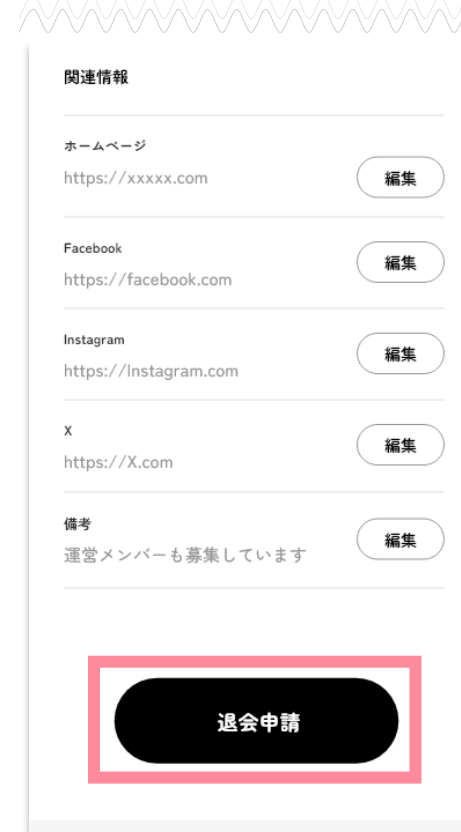 関連情報
ホームページ
https://xxxxx.com
編集
Facebook
https://facebook.com
編集
Instagram
https://Instagram.com
編集
X
https://X.com
編集
備考
運営メンバーも募集しています
編集
退会申請